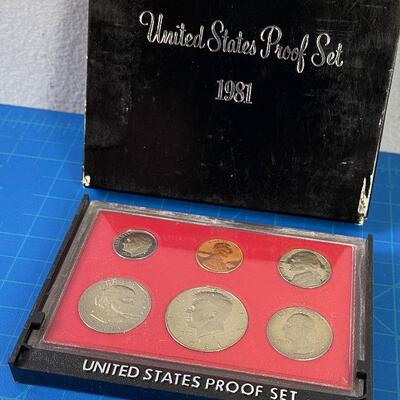 United States Proof Set
1981
UNITED STATES PROOF SET